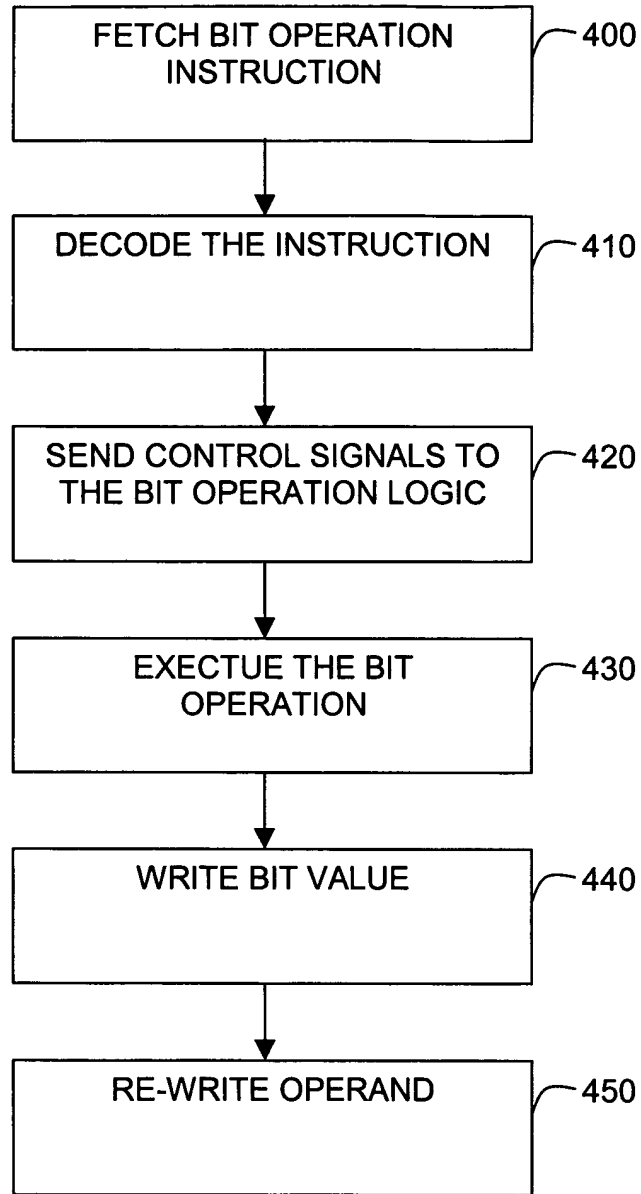 FETCH BIT OPERATION
INSTRUCTION
400
DECODE THE INSTRUCTION
410
SEND CONTROL SIGNALS TO
THE BIT OPERATION LOGIC
420
EXECTUE THE BIT
OPERATION
430
WRITE BIT VALUE
440
RE-WRITE OPERAND
450